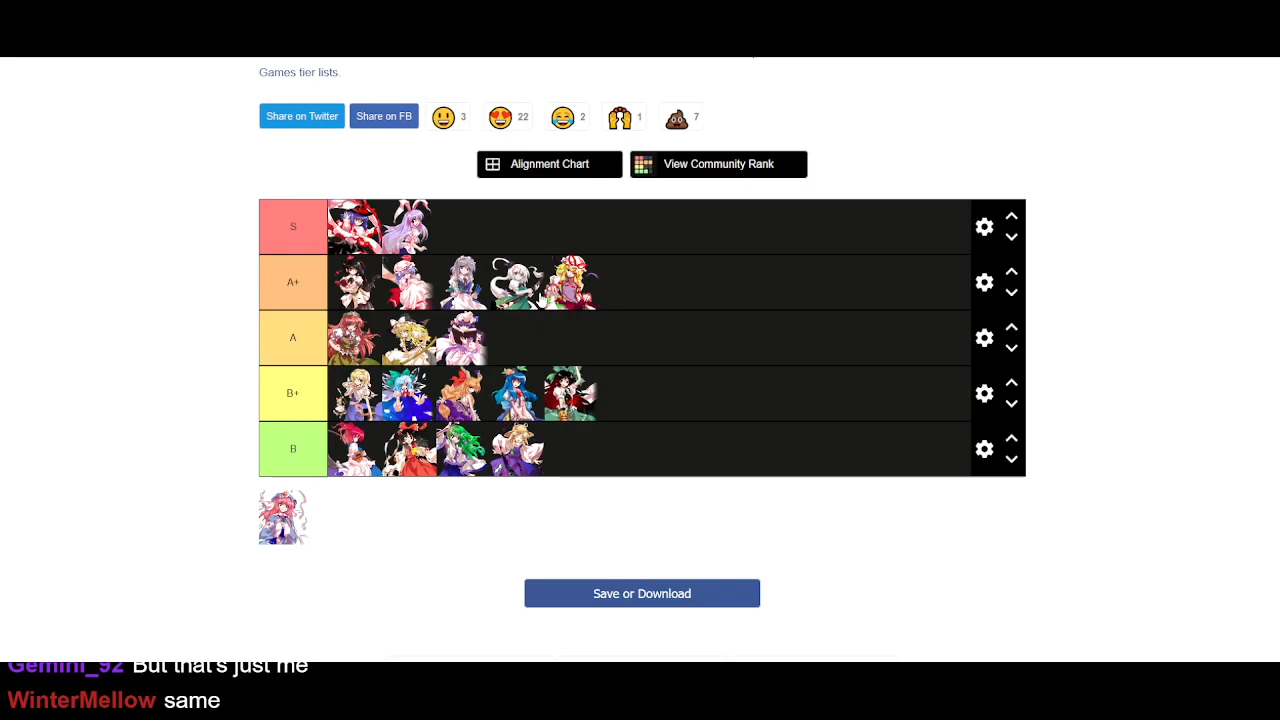 Games tier lists.
Share on Twitter
Share on FB
3
22
2
1
7
Alignment Chart
View Community Rank
S
A+
A
B+
B
Save or Download
Gemini_92 But that's just me
WinterMellow same